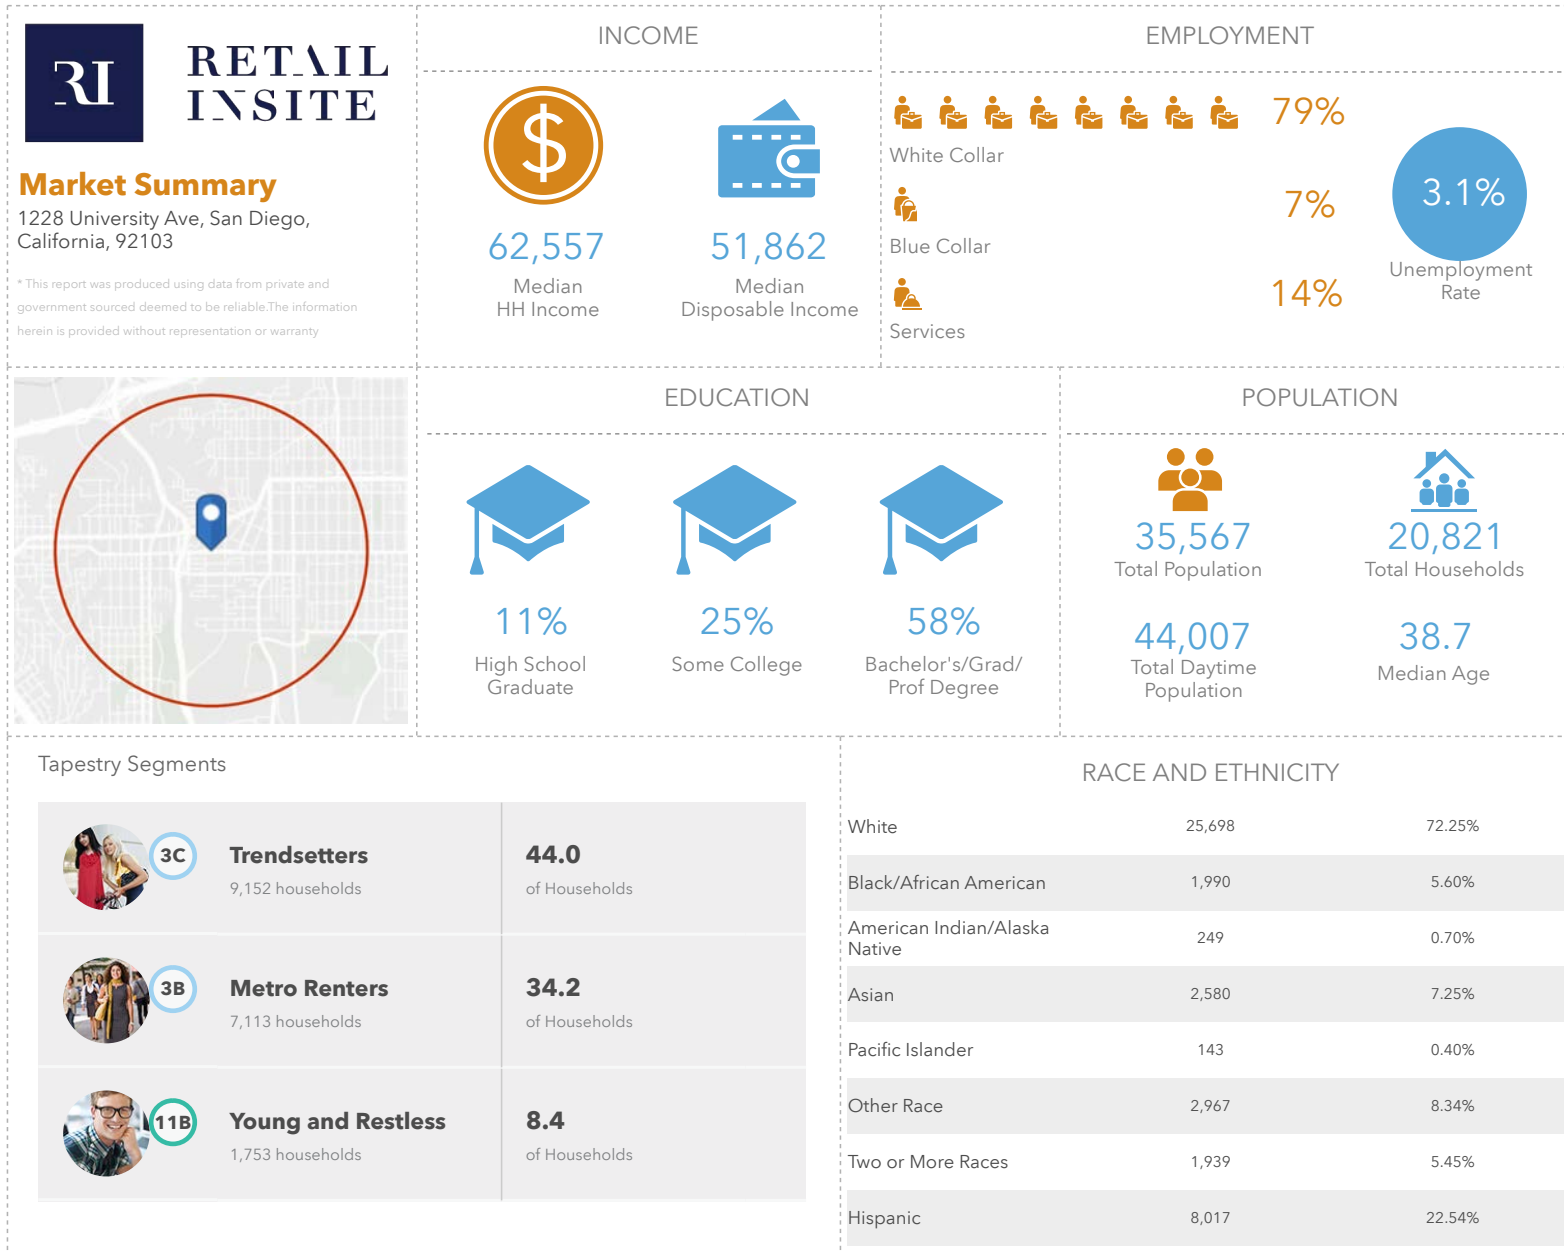 RI
RETAIL
INSITE
Market Summary
1228 University Ave, San Diego,
California, 92103
* This report was produced using data from private and
government sourced deemed to be reliable.The information
herein is provided without representation or warranty
INCOME
$
62,557
Median
HH Income
51,862
Median
Disposable Income
EMPLOYMENT
79%
White Collar
7%
Blue Collar
14%
Services
3.1%
Unemployment
Rate
EDUCATION
11%
High School
Graduate
25%
Some College
58%
Bachelor's/Grad/
Prof Degree
POPULATION
35,567
Total Population
20,821
Total Households
44,007
Total Daytime
Population
38.7
Median Age
Tapestry Segments
3C
Trendsetters
9,152 households
44.0
of Households
3B
Metro Renters
7,113 households
34.2
of Households
11B
Young and Restless
1,753 households
8.4
of Households
RACE AND ETHNICITY
White 25,698 72.25%
Black/African American 1,990 5.60%
American Indian/Alaska
Native 249 0.70%
Asian 2,580 7.25%
Pacific Islander 143 0.40%
Other Race 2,967 8.34%
Two or More Races 1,939 5.45%
Hispanic 8,017 22.54%